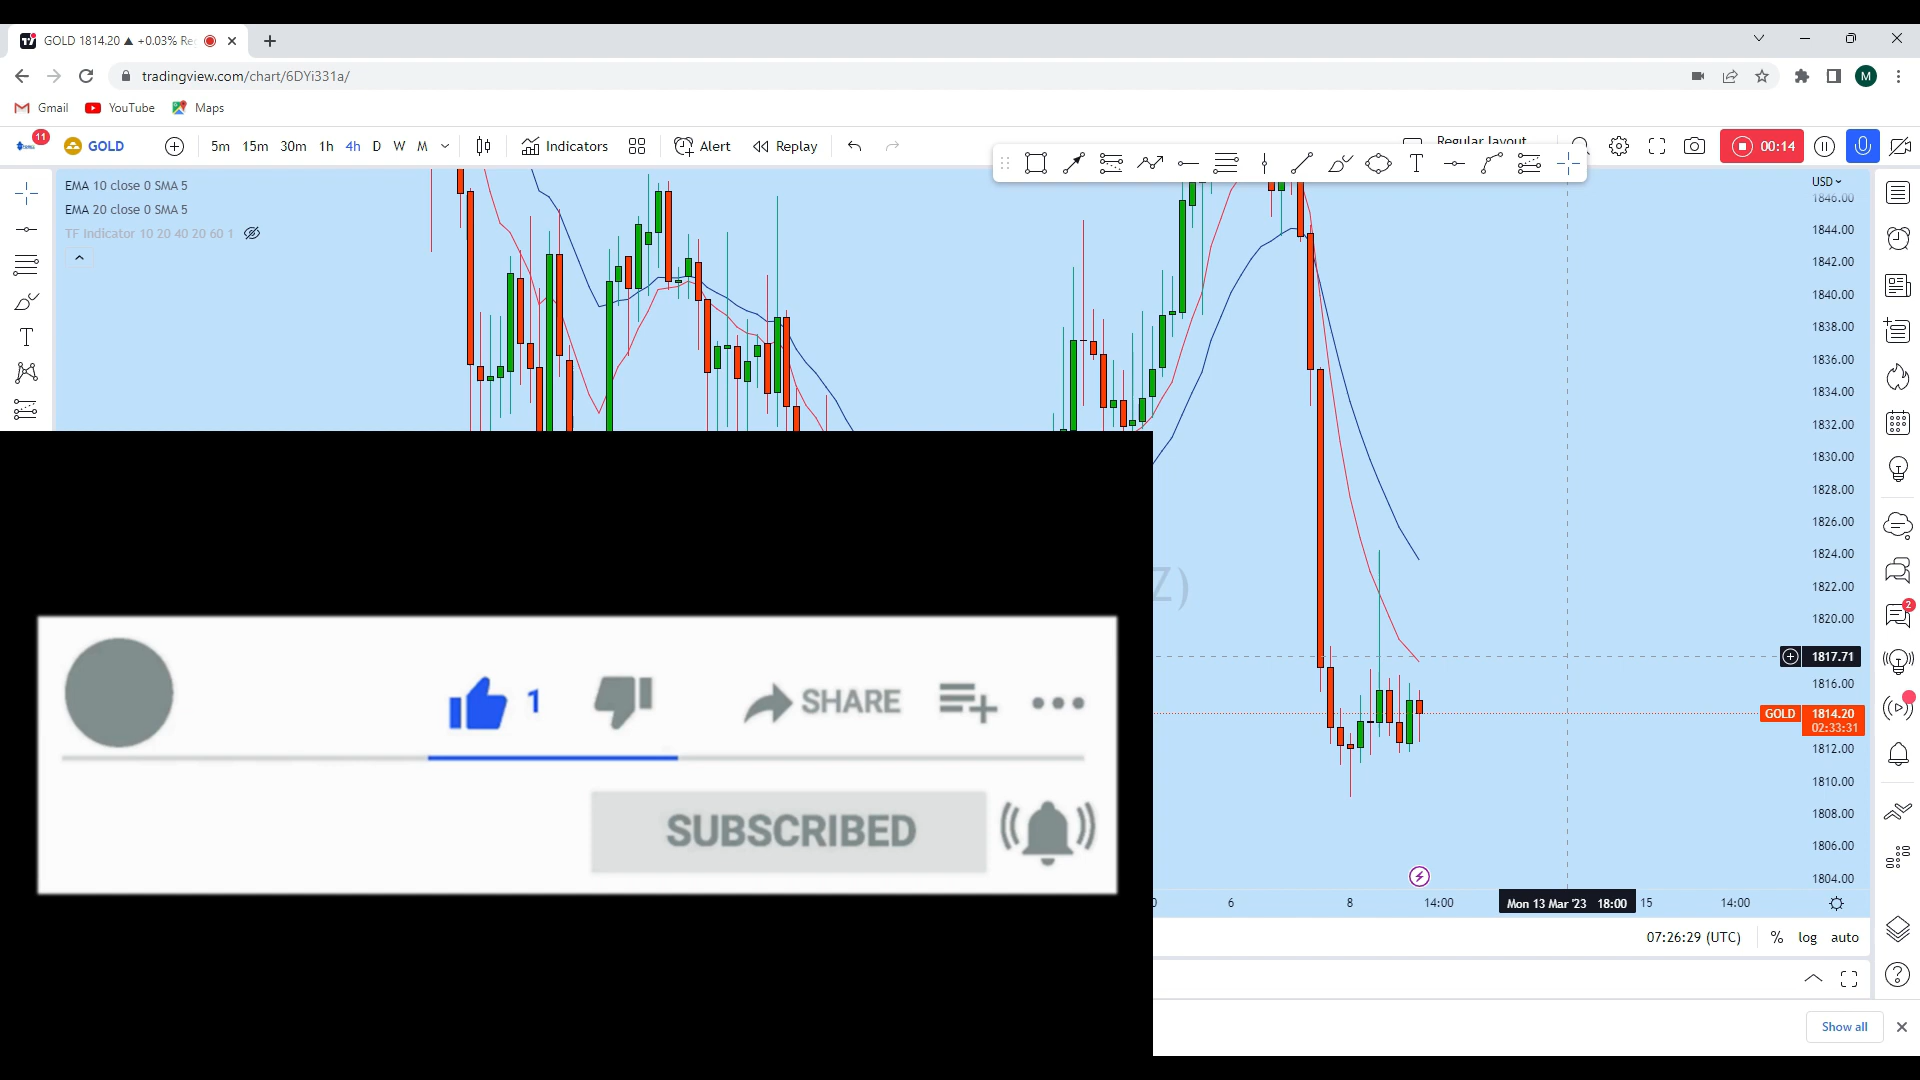 GOLD 1814.20 ▲ +0.03% Re
tradingview.com/chart/6DYi331a/
Gmail YouTube Maps
M
11
GOLD 5m 15m 30m 1h 4h D W M Indicators Alert Replay Regular layout 00:14
EMA 10 close 0 SMA 5
EMA 20 close 0 SMA 5
TF Indicator 10 20 40 20 60 1
USD
1846.00
1844.00
1842.00
1840.00
1838.00
1836.00
1834.00
1832.00
1830.00
1828.00
1826.00
1824.00
1822.00
1820.00
1817.71
1816.00
GOLD 1814.20
02:33:31
1812.00
1810.00
1808.00
1806.00
1804.00
Z)
2
1
SHARE
SUBSCRIBED
6 8 14:00 Mon 13 Mar '23 18:00 15 14:00
07:26:29 (UTC) % log auto
Show all